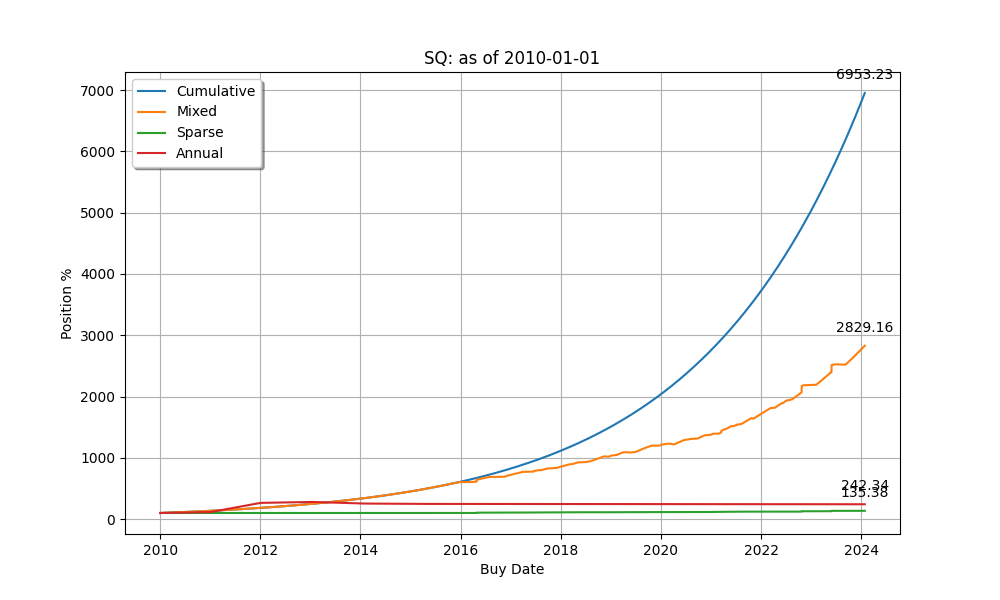 SQ: as of 2010-01-01
6953.23
Cumulative
Mixed
Sparse
Annual
7000
6000
5000
4000
3000
2000
1000
0
Position %
2829.16
242.34
135.38
2010
2012
2014
2016
2018
2020
2022
2024
Buy Date